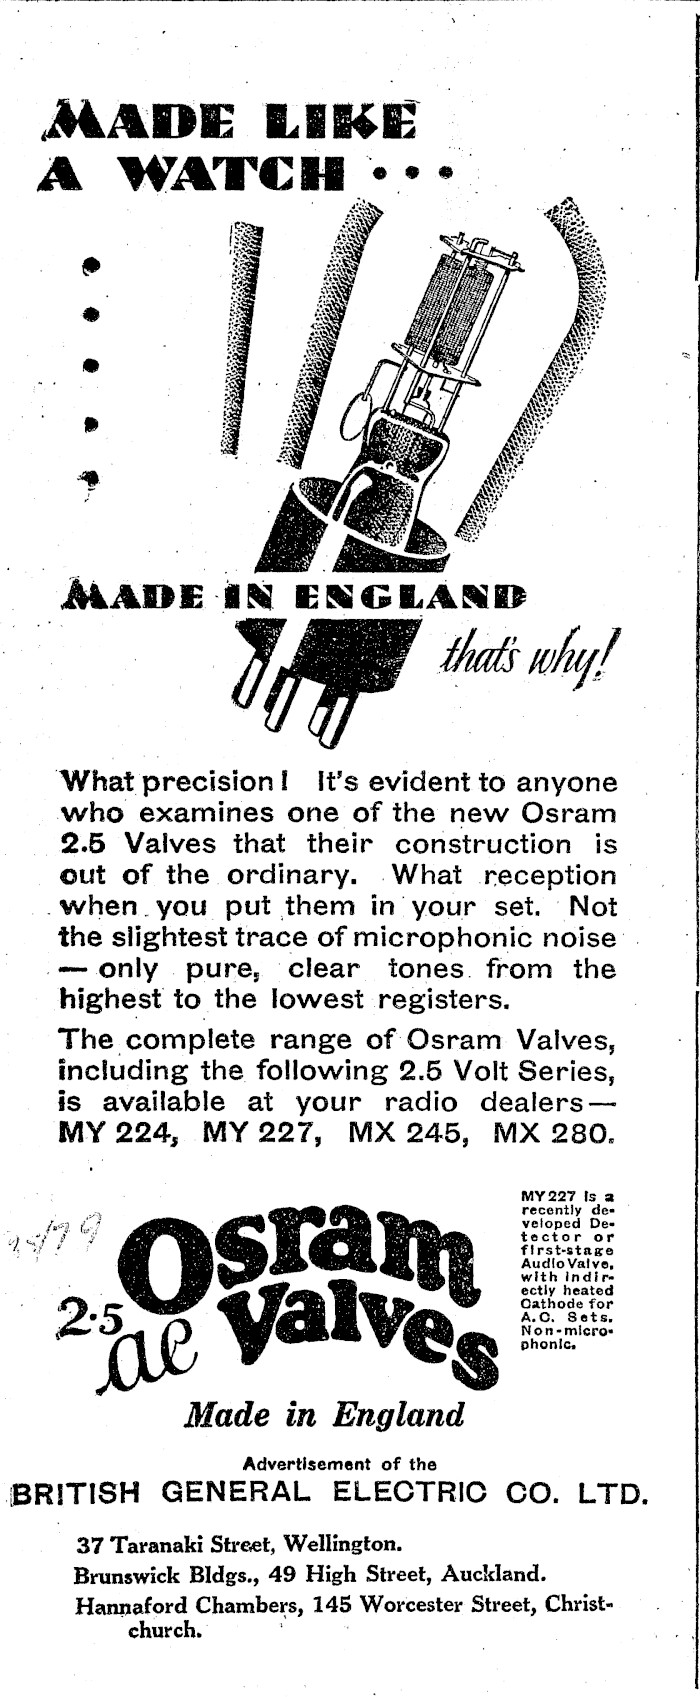 MADE LIKE
A WATCH • • •
MADE IN ENGLAND
that's why!
What precision! It's evident to anyone
who examines one of the new Osram
2.5 Valves that their construction is
out of the ordinary. What reception
when you put them in your set. Not
the slightest trace of microphonic noise
— only pure, clear tones from the
highest to the lowest registers.
The complete range of Osram Valves,
including the following 2.5 Volt Series,
is available at your radio dealers—
MY 224, MY 227, MX 245, MX 280.
MY227 is a
recently de-
veloped De-
tector or
first-stage
Audio Valve,
with indir-
ectly heated
Cathode for
A.C. Sets.
Non-micro-
phonic.
Osram
2.5 ac Valves
Made in England
Advertisement of the
BRITISH GENERAL ELECTRIC CO. LTD.
37 Taranaki Street, Wellington.
Brunswick Bldgs., 49 High Street, Auckland.
Hannaford Chambers, 145 Worcester Street, Christ-
church.